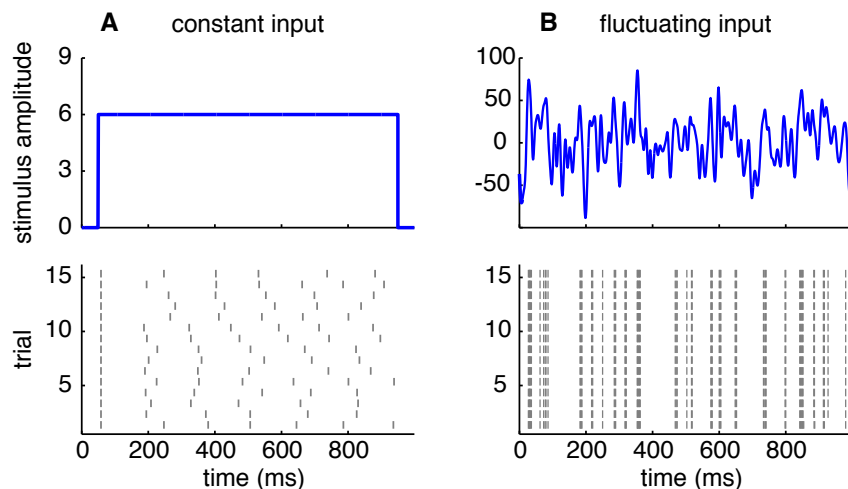 A constant input
stimulus amplitude
9
6
3
0
trial
15
10
5
0 200 400 600 800
time (ms)
B fluctuating input
100
50
0
-50
15
10
5
0 200 400 600 800
time (ms)